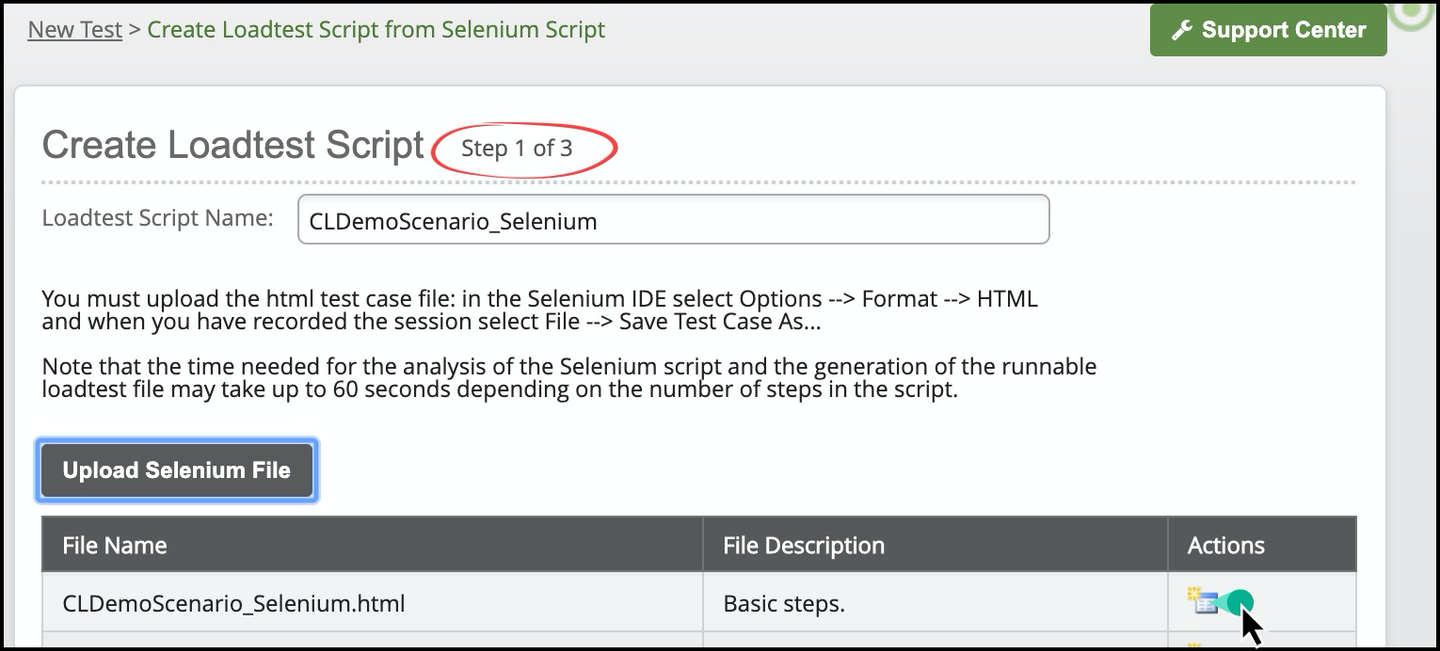 New Test > Create Loadtest Script from Selenium Script
Support Center
Create Loadtest Script Step 1 of 3
Loadtest Script Name: CLDemoScenario_Selenium
You must upload the html test case file: in the Selenium IDE select Options --> Format --> HTML
and when you have recorded the session select File --> Save Test Case As...
Note that the time needed for the analysis of the Selenium script and the generation of the runnable
loadtest file may take up to 60 seconds depending on the number of steps in the script.
Upload Selenium File
File Name File Description Actions
CLDemoScenario_Selenium.html Basic steps.